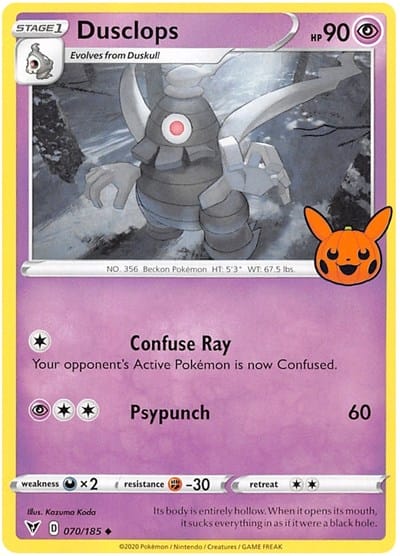 STAGE1
Dusclops
HP 90
Evolves from Duskull
NO. 356 Beckon Pokémon HT: 5'3" WT: 67.5 lbs.
Confuse Ray
Your opponent's Active Pokémon is now Confused.
Psypunch 60
weakness ×2 resistance -30 retreat
Illus. Kazuma Koda
D 070/185
Its body is entirely hollow. When it opens its mouth,
it sucks everything in as if it were a black hole.
©2020 Pokémon / Nintendo / Creatures / GAME FREAK